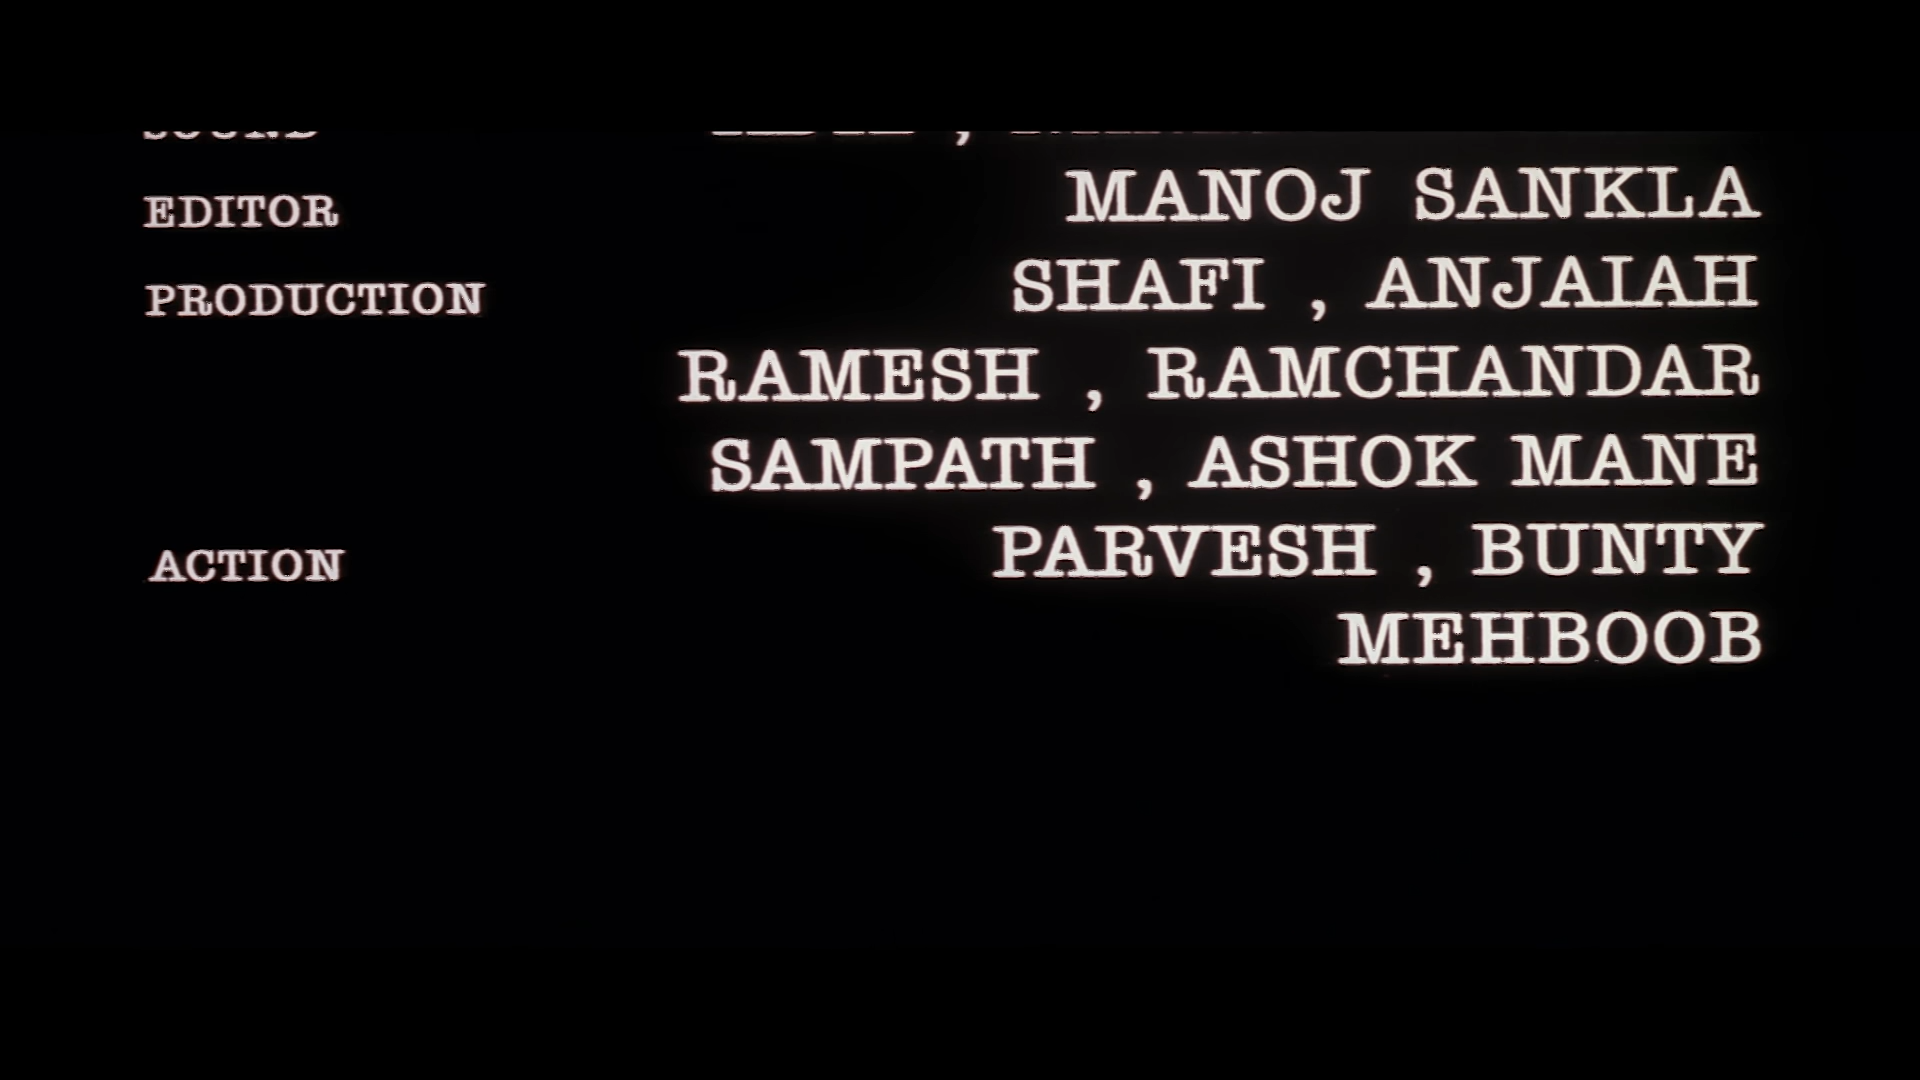 EDITOR MANOJ SANKLA
PRODUCTION SHAFI , ANJAIAH
RAMESH , RAMCHANDAR
SAMPATH , ASHOK MANE
ACTION PARVESH , BUNTY
MEHBOOB